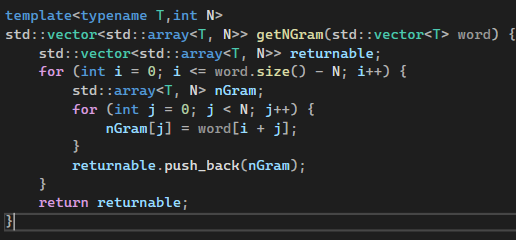 template<typename T,int N>
std::vector<std::array<T, N>> getNGram(std::vector<T> word) {
    std::vector<std::array<T, N>> returnable;
    for (int i = 0; i <= word.size() - N; i++) {
        std::array<T, N> nGram;
        for (int j = 0; j < N; j++) {
            nGram[j] = word[i + j];
        }
        returnable.push_back(nGram);
    }
    return returnable;
}